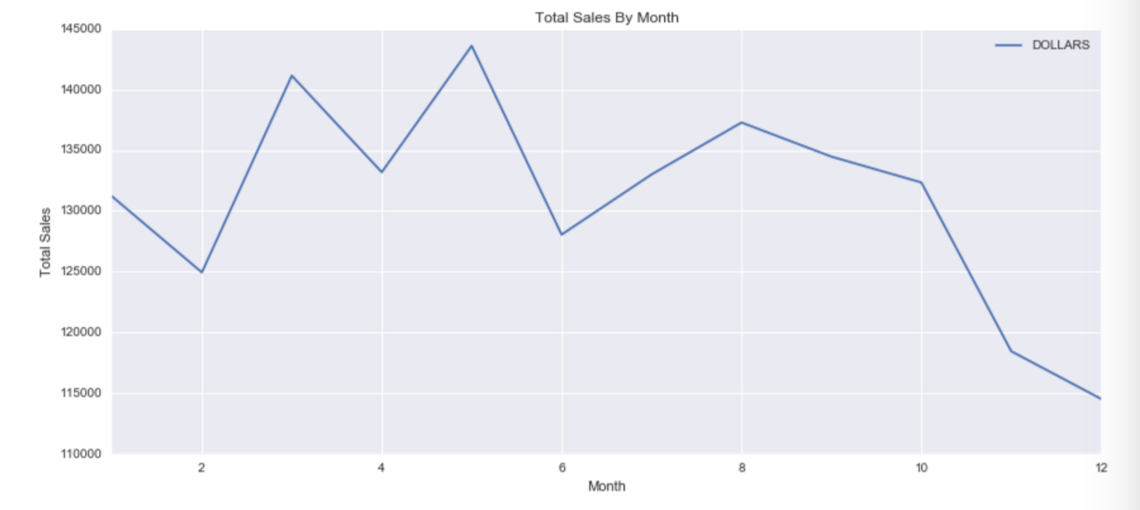 Total Sales By Month
DOLLARS
Total Sales
145000
140000
135000
130000
125000
120000
115000
110000
2 4 6 8 10 12
Month